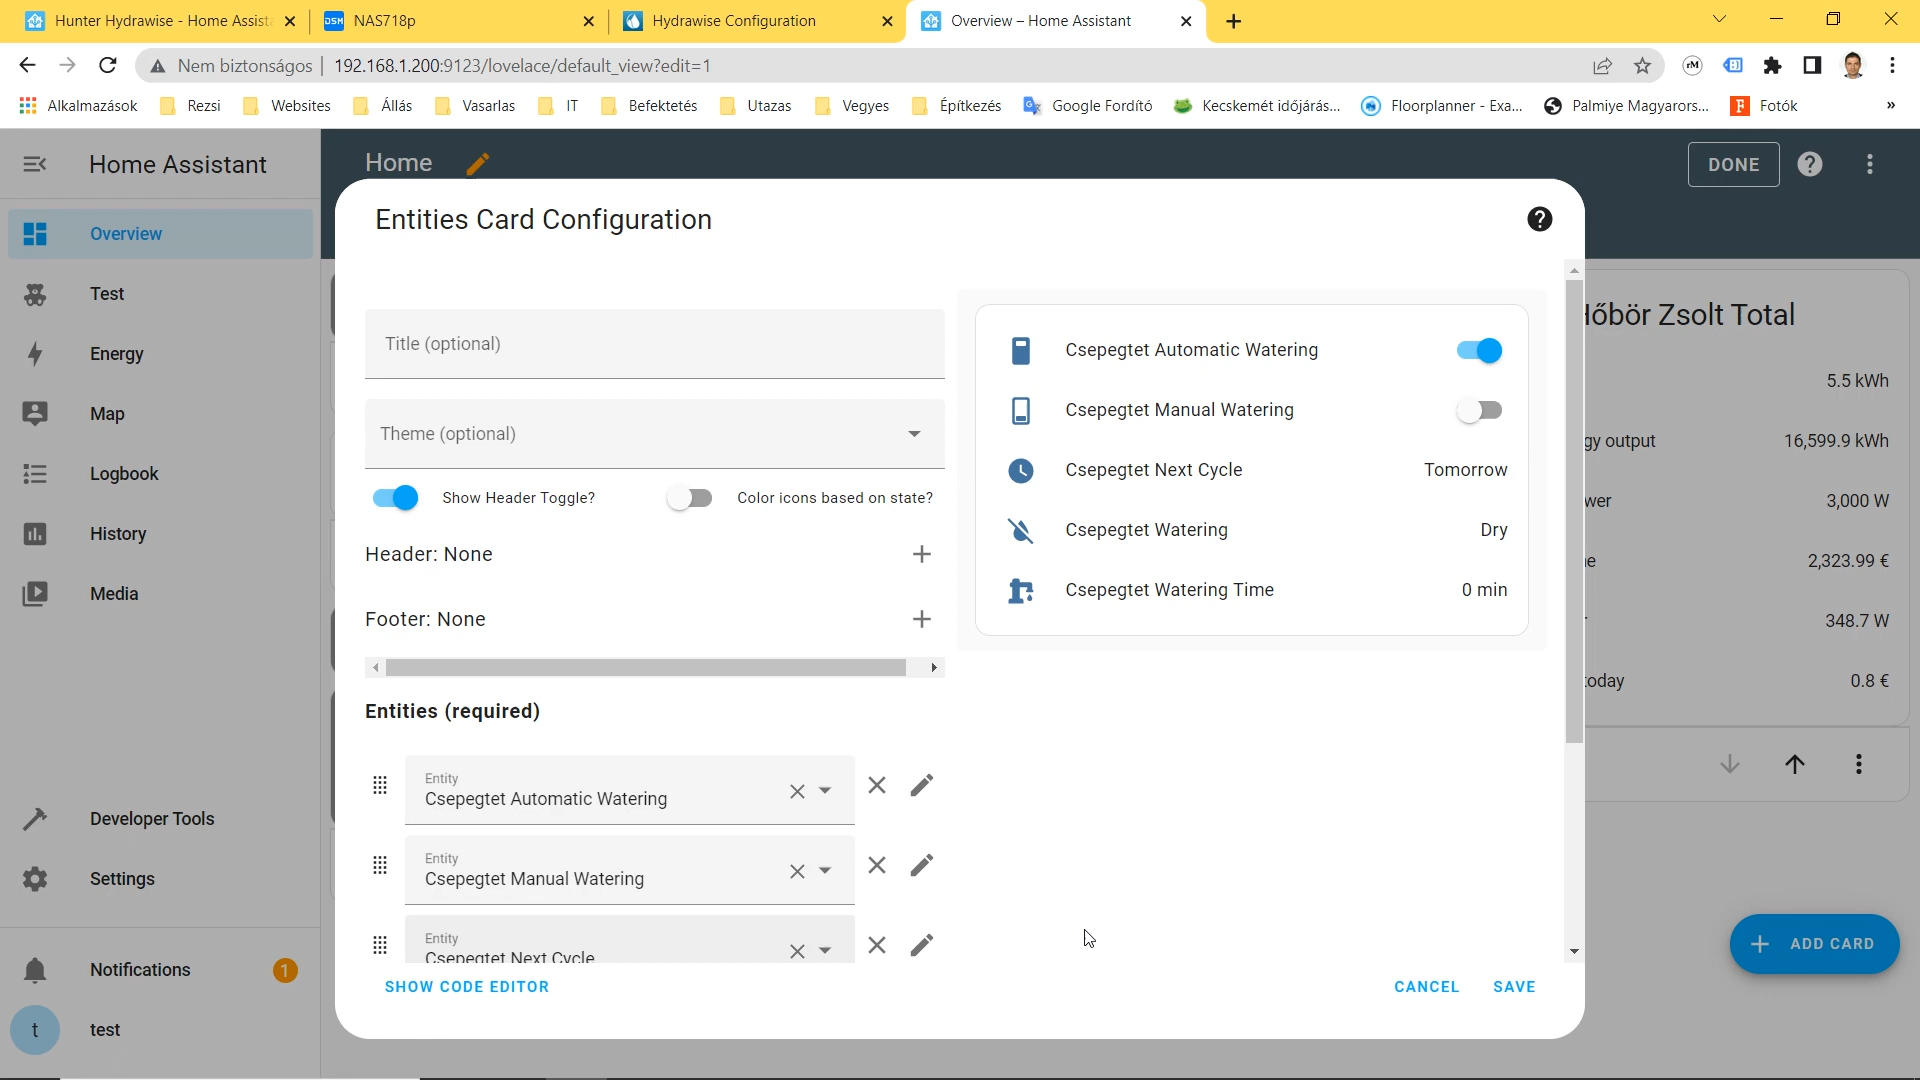 Hunter Hydrawise - Home Assist
DSM NAS718p
Hydrawise Configuration
Overview – Home Assistant
Nem biztonságos | 192.168.1.200:9123/lovelace/default_view?edit=1
rM
Alkalmazások
Rezsi
Websites
Állás
Vasarlas
IT
Befektetés
Utazas
Vegyes
Építkezés
Google Fordító
Kecskemét időjárás...
Floorplanner - Exa...
Palmiye Magyarors...
F Fotók
»
Home Assistant
Home
DONE
Overview
Test
Energy
Map
Logbook
History
Media
Developer Tools
Settings
Notifications 1
t test
Entities Card Configuration
Title (optional)
Theme (optional)
Show Header Toggle?
Color icons based on state?
Header: None
Footer: None
Entities (required)
Entity
Csepegtet Automatic Watering
Entity
Csepegtet Manual Watering
Entity
Csepegtet Next Cycle
SHOW CODE EDITOR
Csepegtet Automatic Watering
Csepegtet Manual Watering
Csepegtet Next Cycle Tomorrow
Csepegtet Watering Dry
Csepegtet Watering Time 0 min
CANCEL
SAVE
Hőbör Zsolt Total
5.5 kWh
gy output 16,599.9 kWh
wer 3,000 W
e 2,323.99 €
348.7 W
oday 0.8 €
ADD CARD